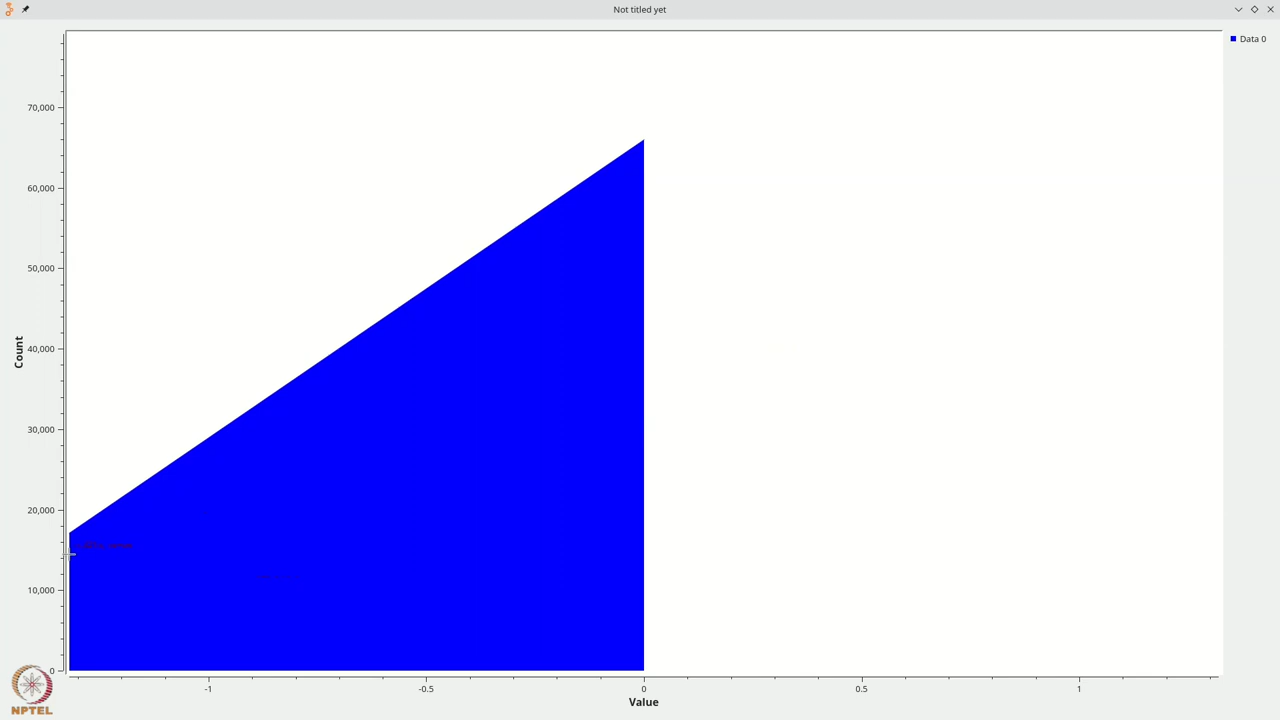 Not titled yet
Data 0
70,000
60,000
50,000
40,000
30,000
20,000
10,000
0
Count
-1
-0.5
0
0.5
1
Value
NPTEL